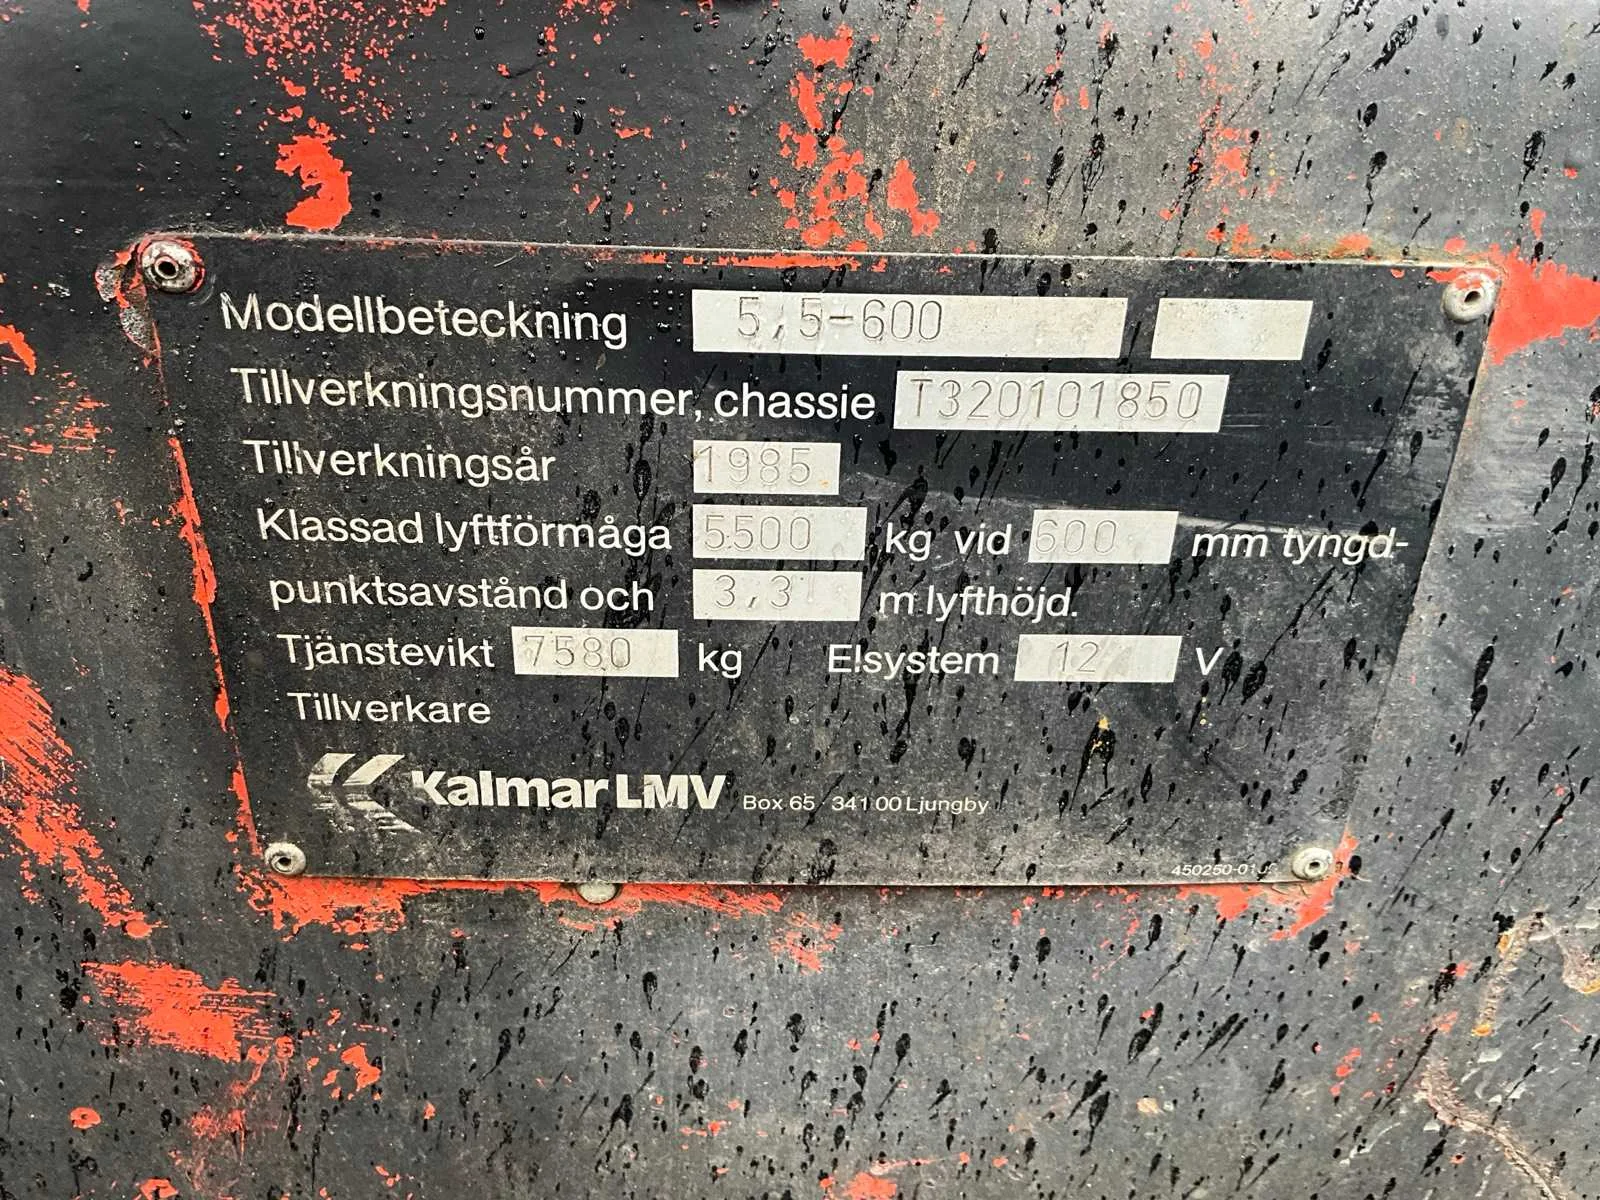 Modellbeteckning 5,5-600
Tillverkningsnummer, chassie T320101850
Tillverkningsår 1985
Klassad lyftförmåga 5500 kg vid 600 mm tyngd-
punktsavstånd och 3,3 m lyfthöjd.
Tjänstevikt 7580 kg Elsystem 12 V
Tillverkare
Kalmar LMV Box 65 · 341 00 Ljungby